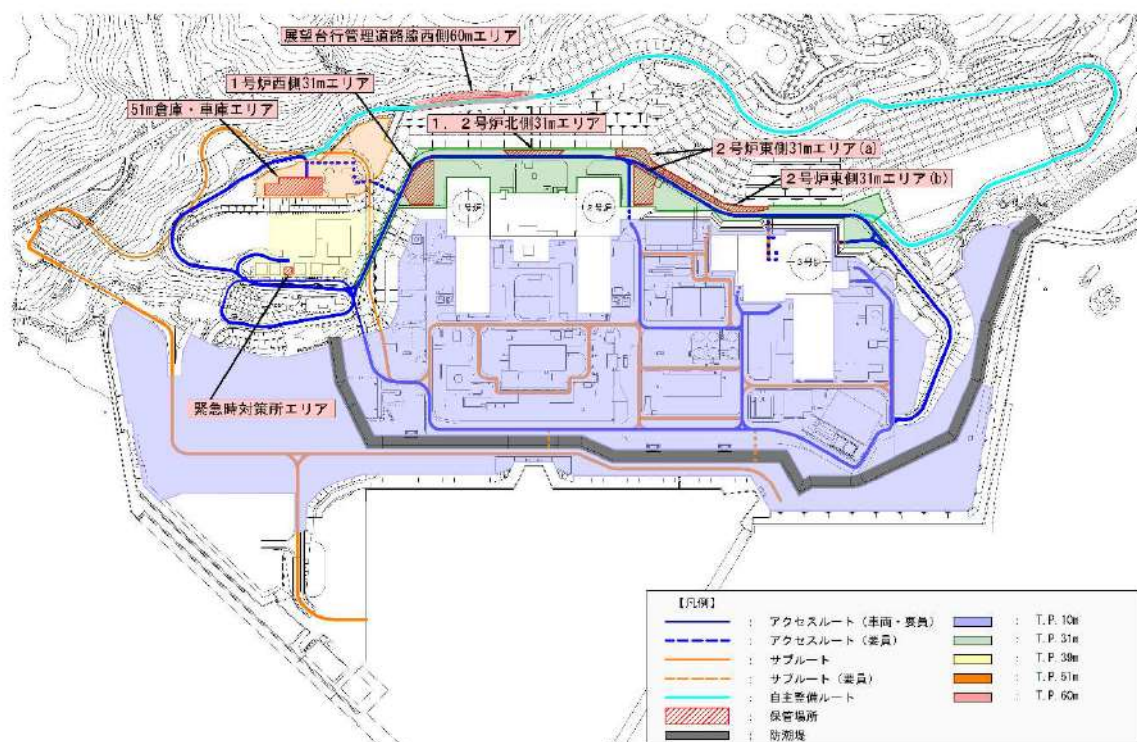 展望台行管理道路脇西側60mエリア
1号炉西側31mエリア
51m倉庫・車庫エリア
1．2号炉北側31mエリア
2号炉東側31mエリア(a)
2号炉東側31mエリア(b)
1号炉
2号炉
3号炉
緊急時対策所エリア
【凡例】
： アクセスルート（車両・要員） ： T.P.10m
： アクセスルート（要員） ： T.P.31m
： サブルート ： T.P.39m
： サブルート（要員） ： T.P.51m
： 自主整備ルート ： T.P.60m
： 保管場所
： 防潮堤